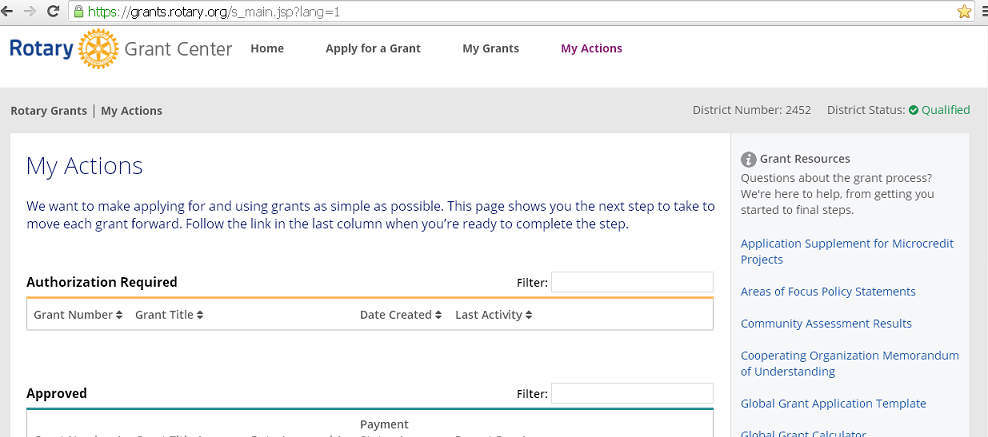 https://grants.rotary.org/s_main.jsp?lang=1
Rotary Grant Center Home Apply for a Grant My Grants My Actions
Rotary Grants | My Actions District Number: 2452 District Status: Qualified
My Actions
We want to make applying for and using grants as simple as possible. This page shows you the next step to take to
move each grant forward. Follow the link in the last column when you’re ready to complete the step.
Authorization Required Filter:
Grant Number Grant Title Date Created Last Activity
Approved Filter:
Payment
Grant Resources
Questions about the grant process?
We're here to help, from getting you
started to final steps.
Application Supplement for Microcredit
Projects
Areas of Focus Policy Statements
Community Assessment Results
Cooperating Organization Memorandum
of Understanding
Global Grant Application Template
Global Grant Calculator